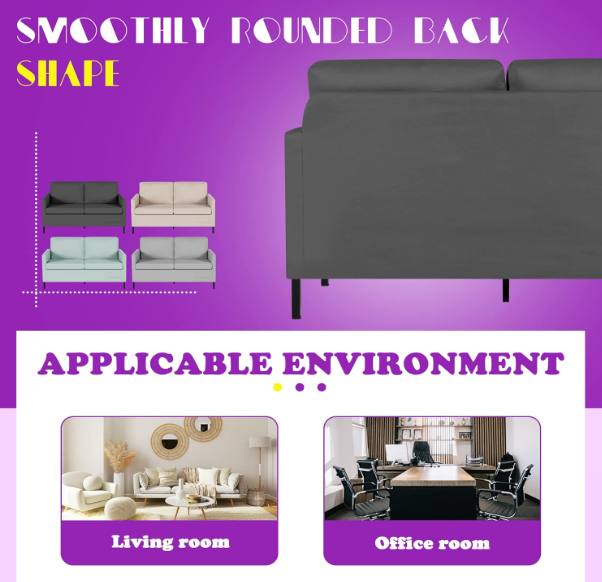 SMOOTHLY ROUNDED BACK
SHAPE
APPLICABLE ENVIRONMENT
Living room
Office room